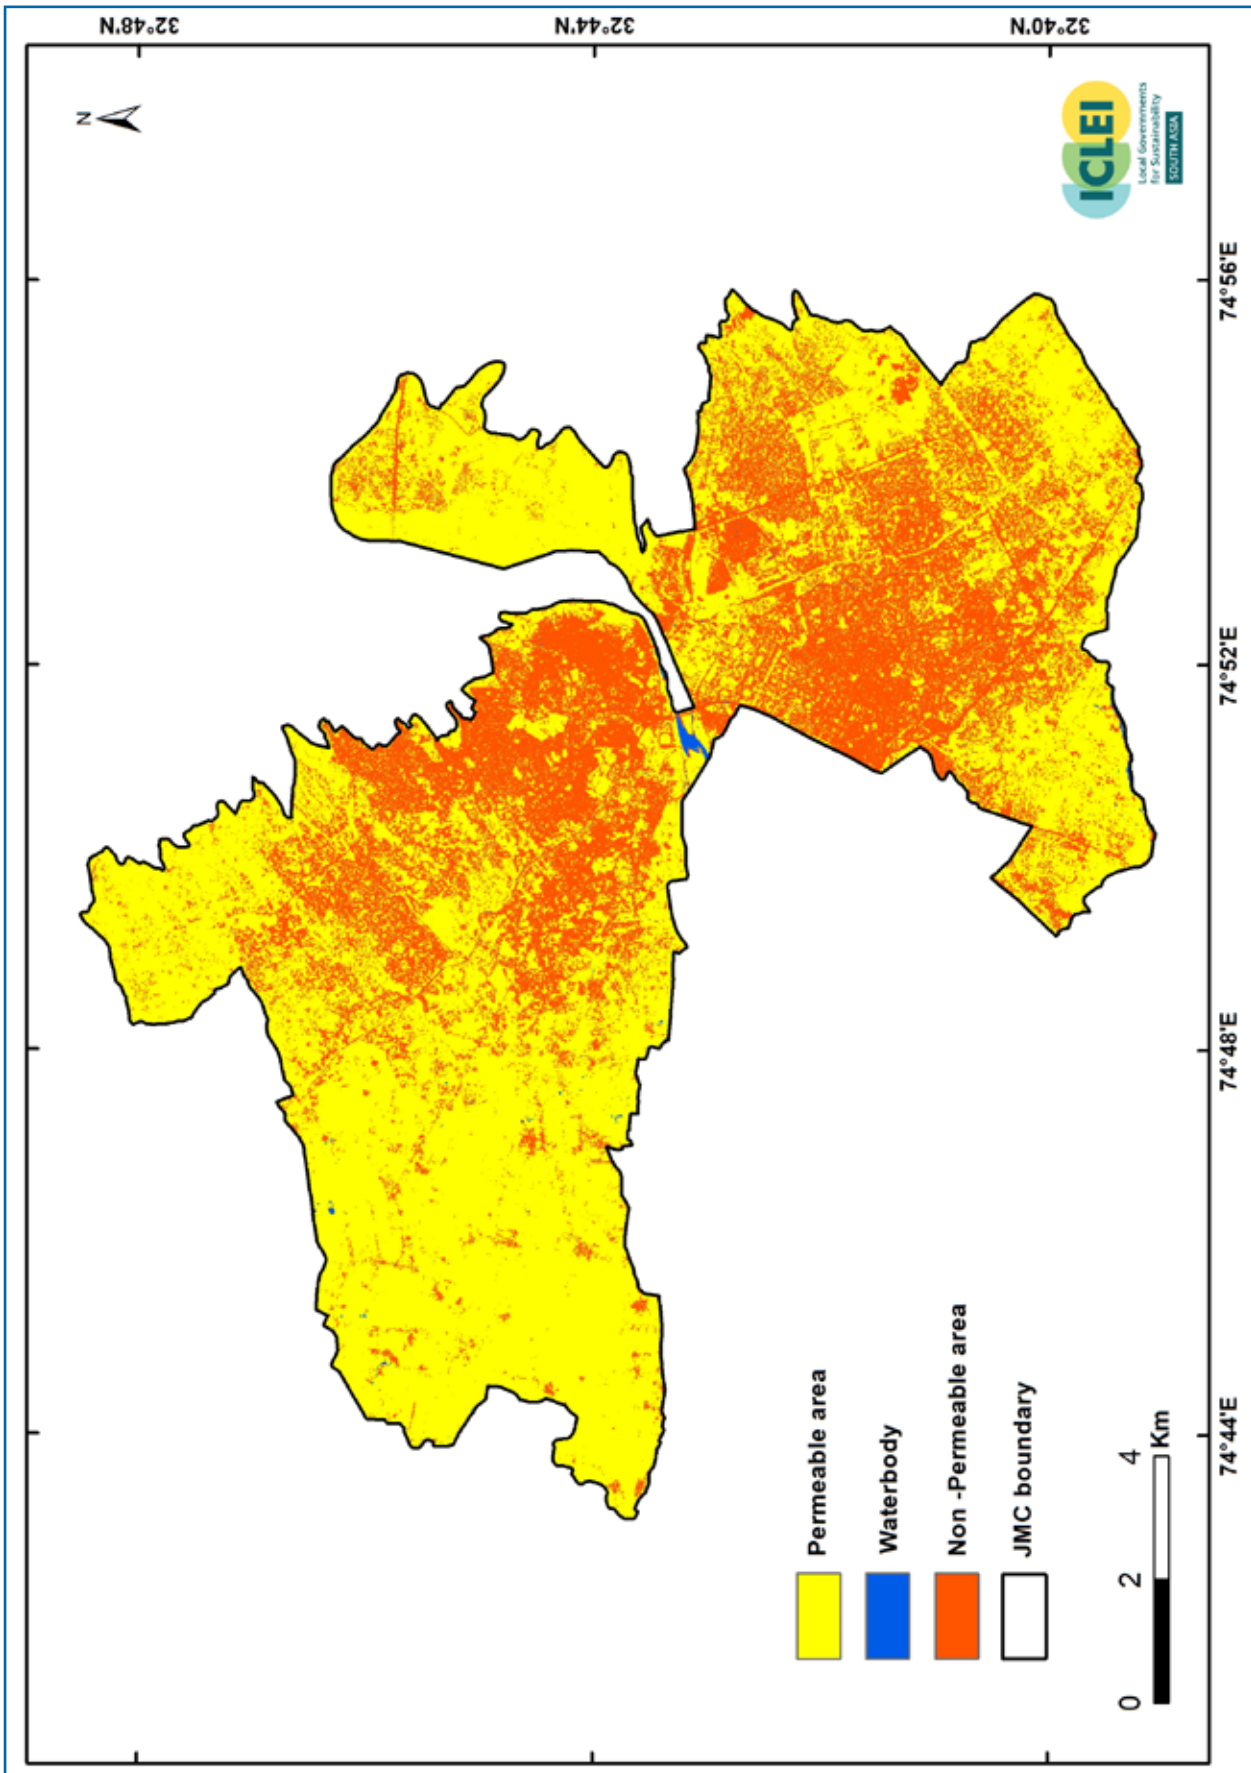 N
32°48'N
32°44'N
32°40'N
74°44'E
74°48'E
74°52'E
74°56'E
Permeable area
Waterbody
Non -Permeable area
JMC boundary
0 2 4
Km
ICLEI
Local Governments
for Sustainability
SOUTH ASIA